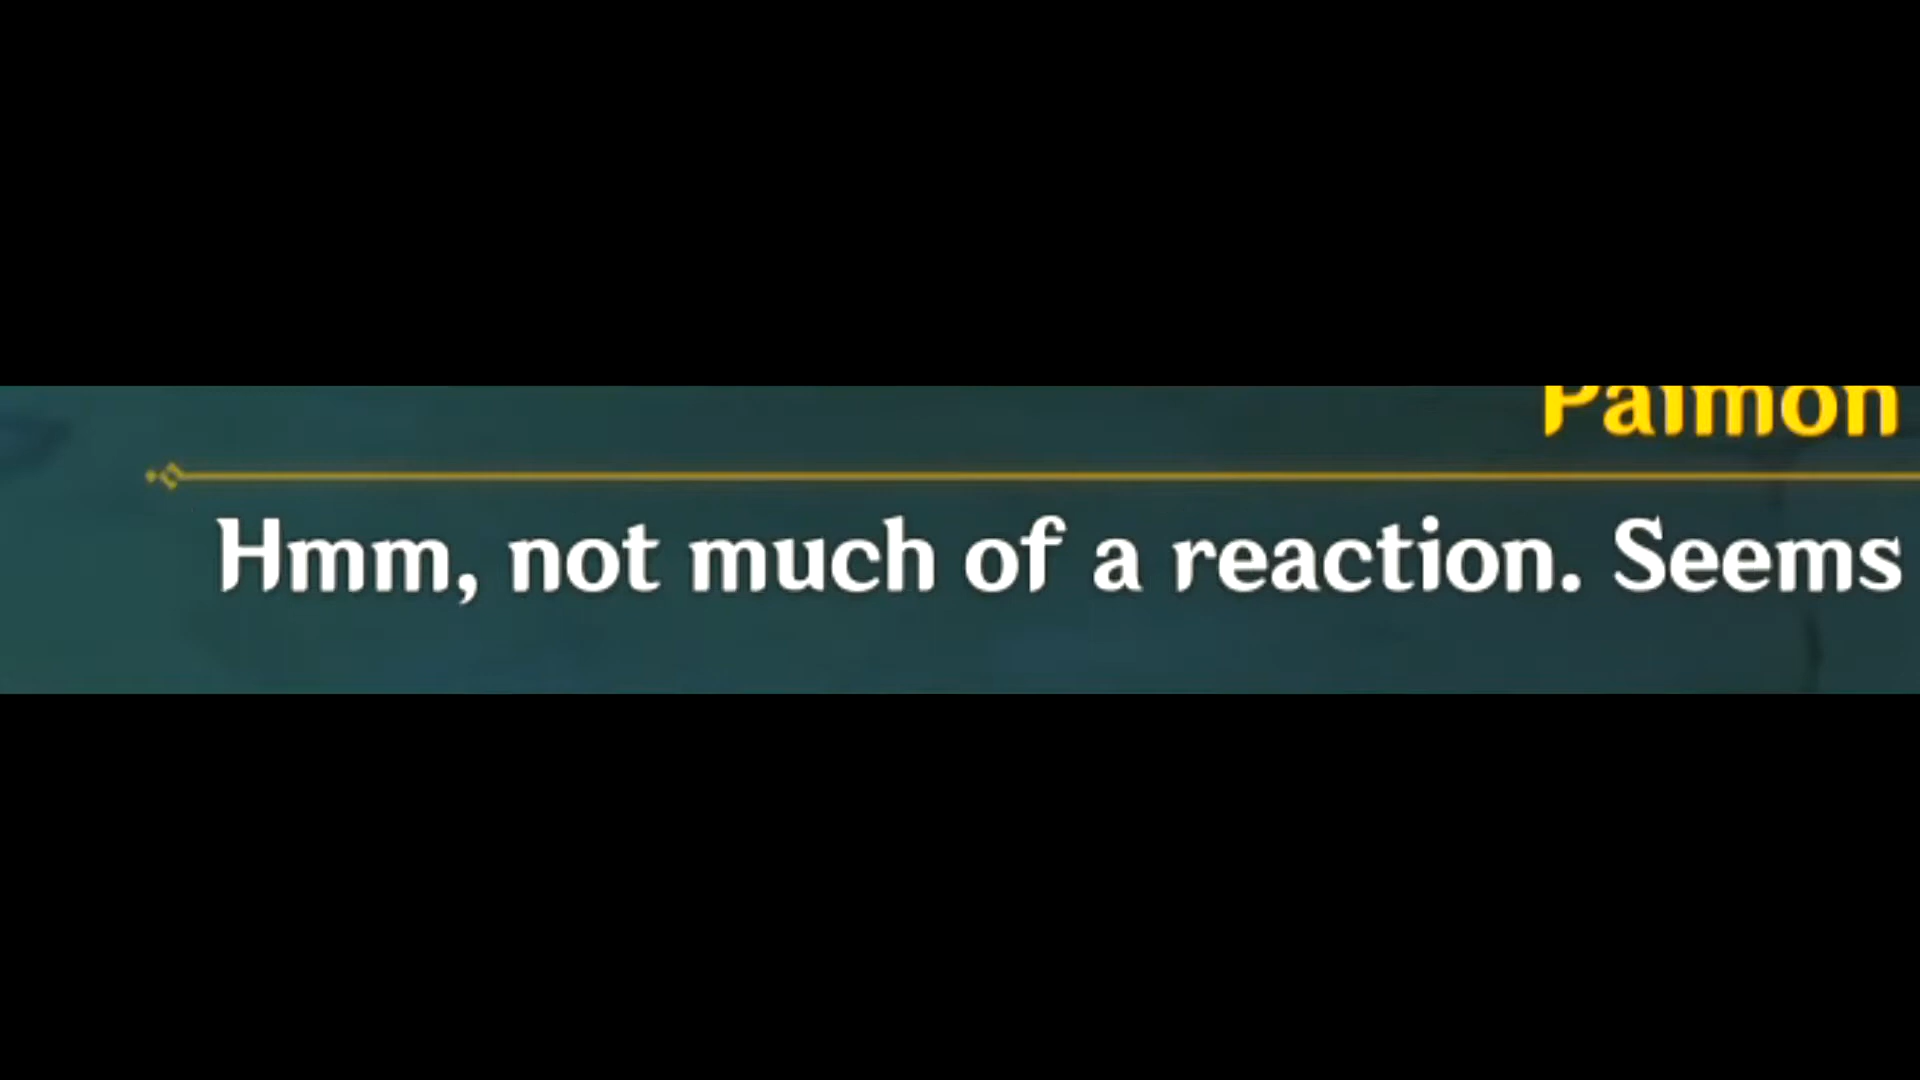 Paimon
Hmm, not much of a reaction. Seems